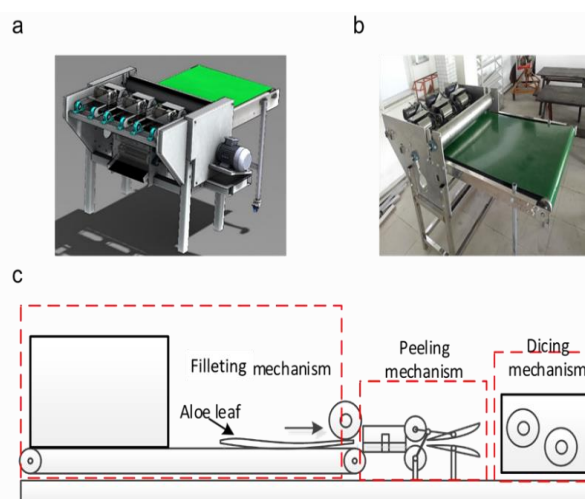 a
b
c
Filleting mechanism
Aloe leaf
Peeling
mechanism
Dicing
mechanism